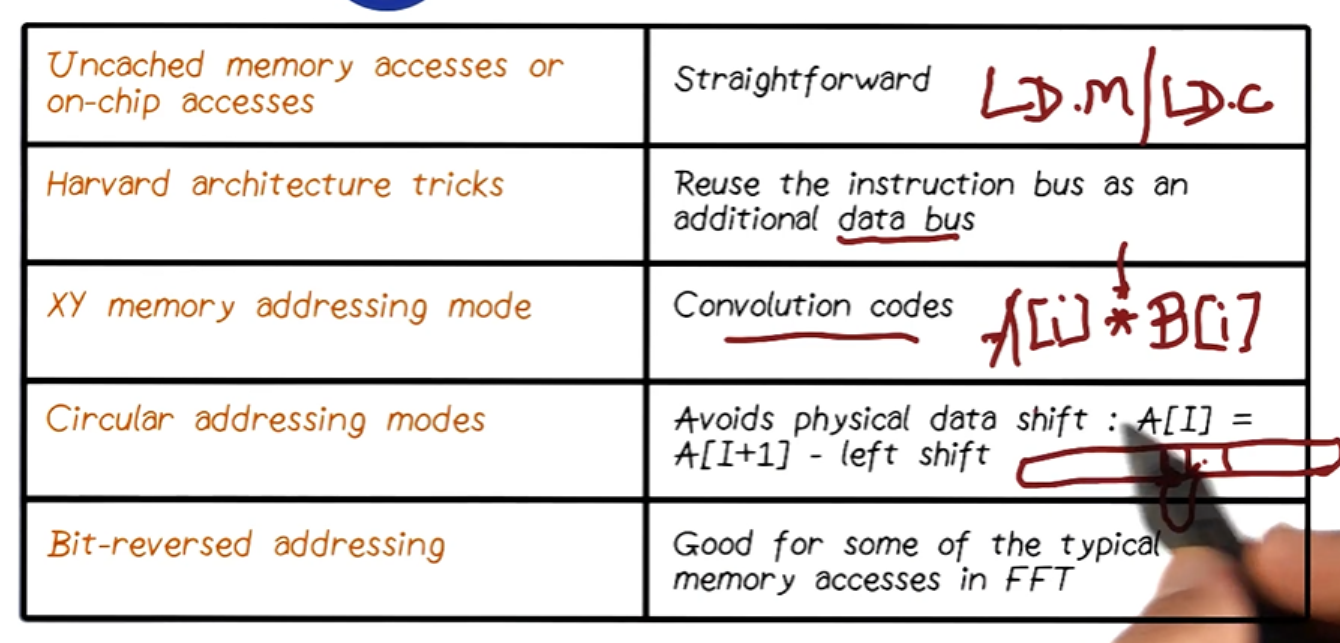 Uncached memory accesses or
on-chip accesses
Straightforward LD.M/LD.C
Harvard architecture tricks
Reuse the instruction bus as an
additional data bus
XY memory addressing mode
Convolution codes A[i] * B[i]
Circular addressing modes
Avoids physical data shift : A[I] =
A[I+1] - left shift
Bit-reversed addressing
Good for some of the typical
memory accesses in FFT